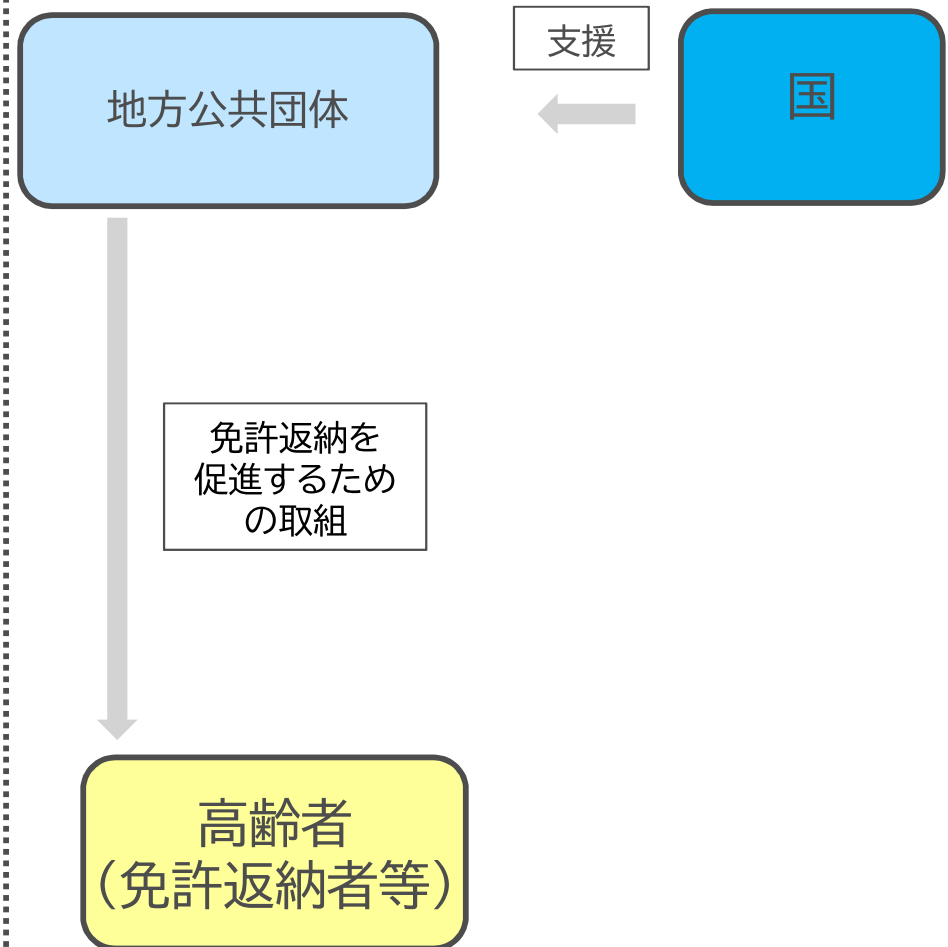 地方公共団体
支援
国
免許返納を
促進するため
の取組
高齢者
（免許返納者等）